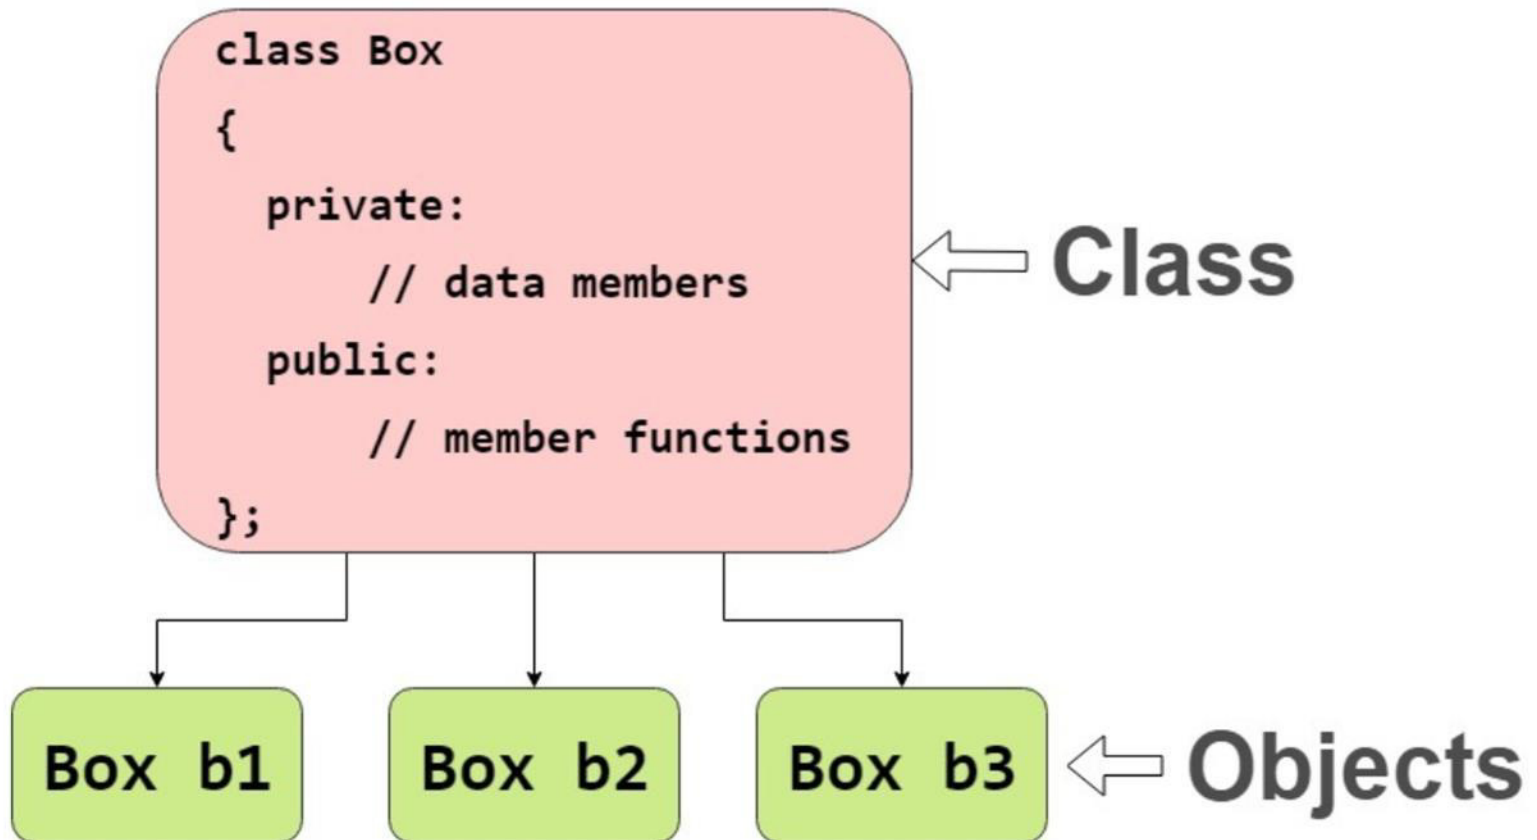 class Box
{
private:
// data members
public:
// member functions
};
Class
Box b1
Box b2
Box b3
Objects